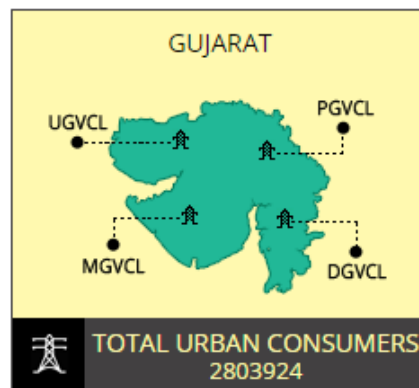 GUJARAT
PGVCL
UGVCL
MGVCL
DGVCL
TOTAL URBAN CONSUMERS
2803924